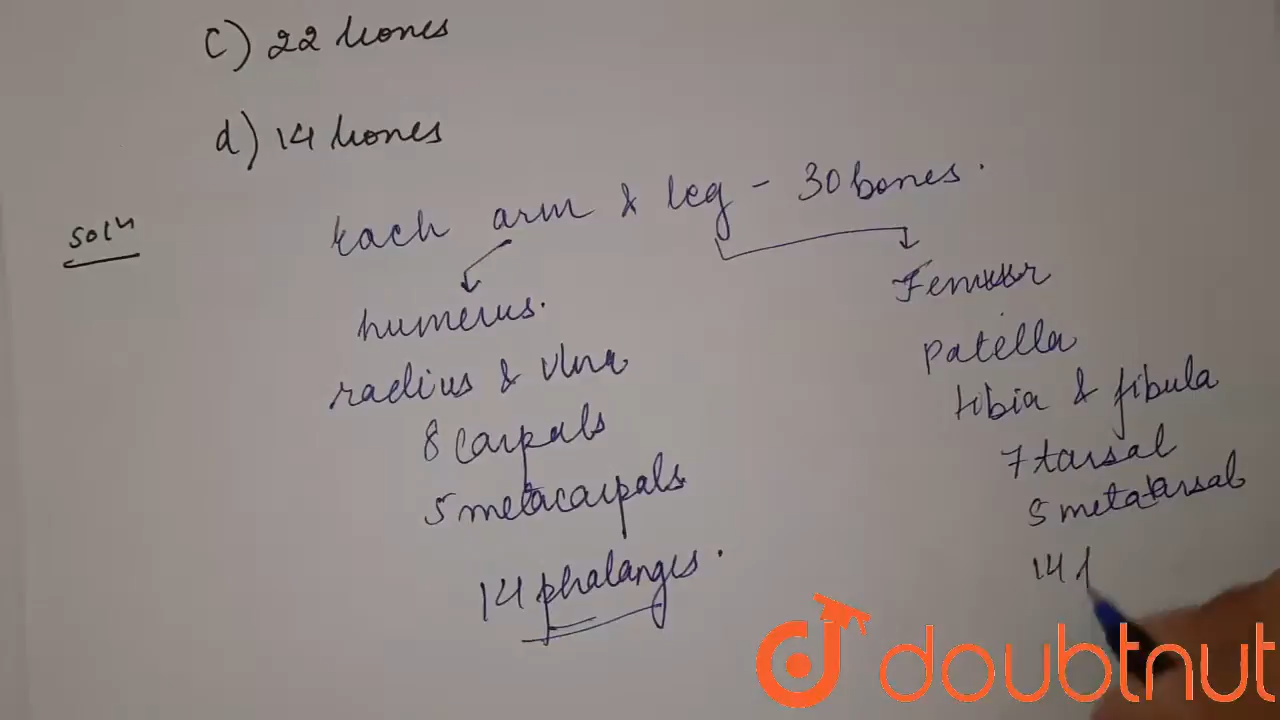 c) 22 bones
d) 14 bones
Soln
Each arm & leg - 30 bones.
humerus.
radius & ulna
8 carpals
5 metacarpals
14 phalanges.
Femur
Patella
tibia & fibula
7 tarsal
5 metatarsal
14
doubtnut